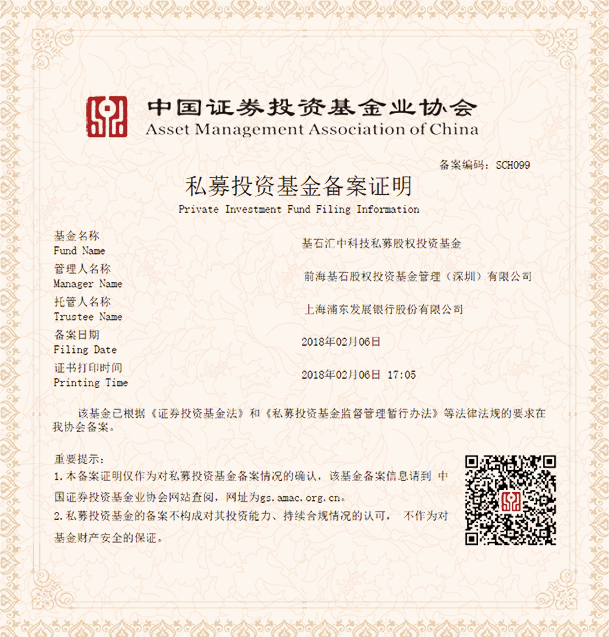 中国证券投资基金业协会
Asset Management Association of China
备案编码：SCH099
私募投资基金备案证明
Private Investment Fund Filing Information
基金名称
Fund Name
基石汇中科技私募股权投资基金
管理人名称
Manager Name
前海基石股权投资基金管理（深圳）有限公司
托管人名称
Trustee Name
上海浦东发展银行股份有限公司
备案日期
Filing Date
2018年02月06日
证书打印时间
Printing Time
2018年02月06日 17:05
该基金已根据《证券投资基金法》和《私募投资基金监督管理暂行办法》等法律法规的要求在
我协会备案。
重要提示：
1.本备案证明仅作为对私募投资基金备案情况的确认，该基金备案信息请到 中
国证券投资基金业协会网站查阅，网址为gs.amac.org.cn。
2.私募投资基金的备案不构成对其投资能力、持续合规情况的认可， 不作为对
基金财产安全的保证。